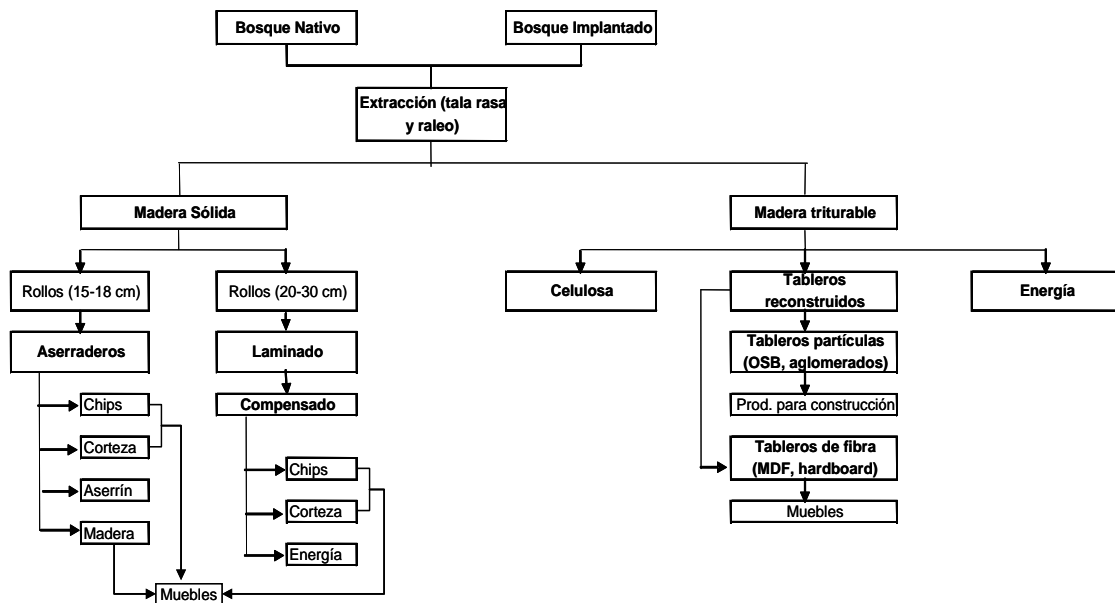 Bosque Nativo
Bosque Implantado
Extracción (tala rasa
y raleo)
Madera Sólida
Madera triturable
Rollos (15-18 cm)
Rollos (20-30 cm)
Celulosa
Tableros
reconstruidos
Energía
Aserraderos
Laminado
Tableros partículas
(OSB, aglomerados)
Chips
Compensado
Prod. para construcción
Corteza
Chips
Tableros de fibra
(MDF, hardboard)
Aserrín
Corteza
Muebles
Madera
Energía
Muebles